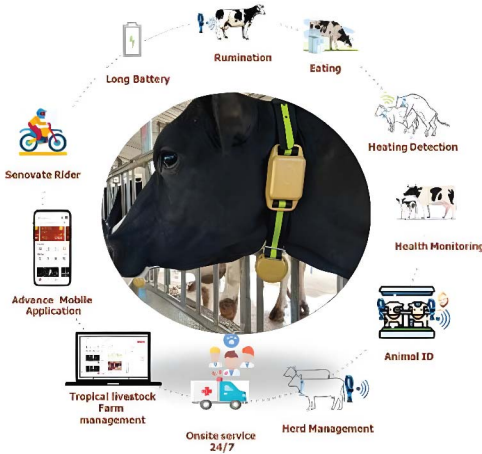 Rumination
Long Battery
Eating
Heating Detection
Senovate Rider
Health Monitoring
Advance Mobile
Application
Animal ID
Tropical livestock
Farm
management
Herd Management
Onsite service
24/7